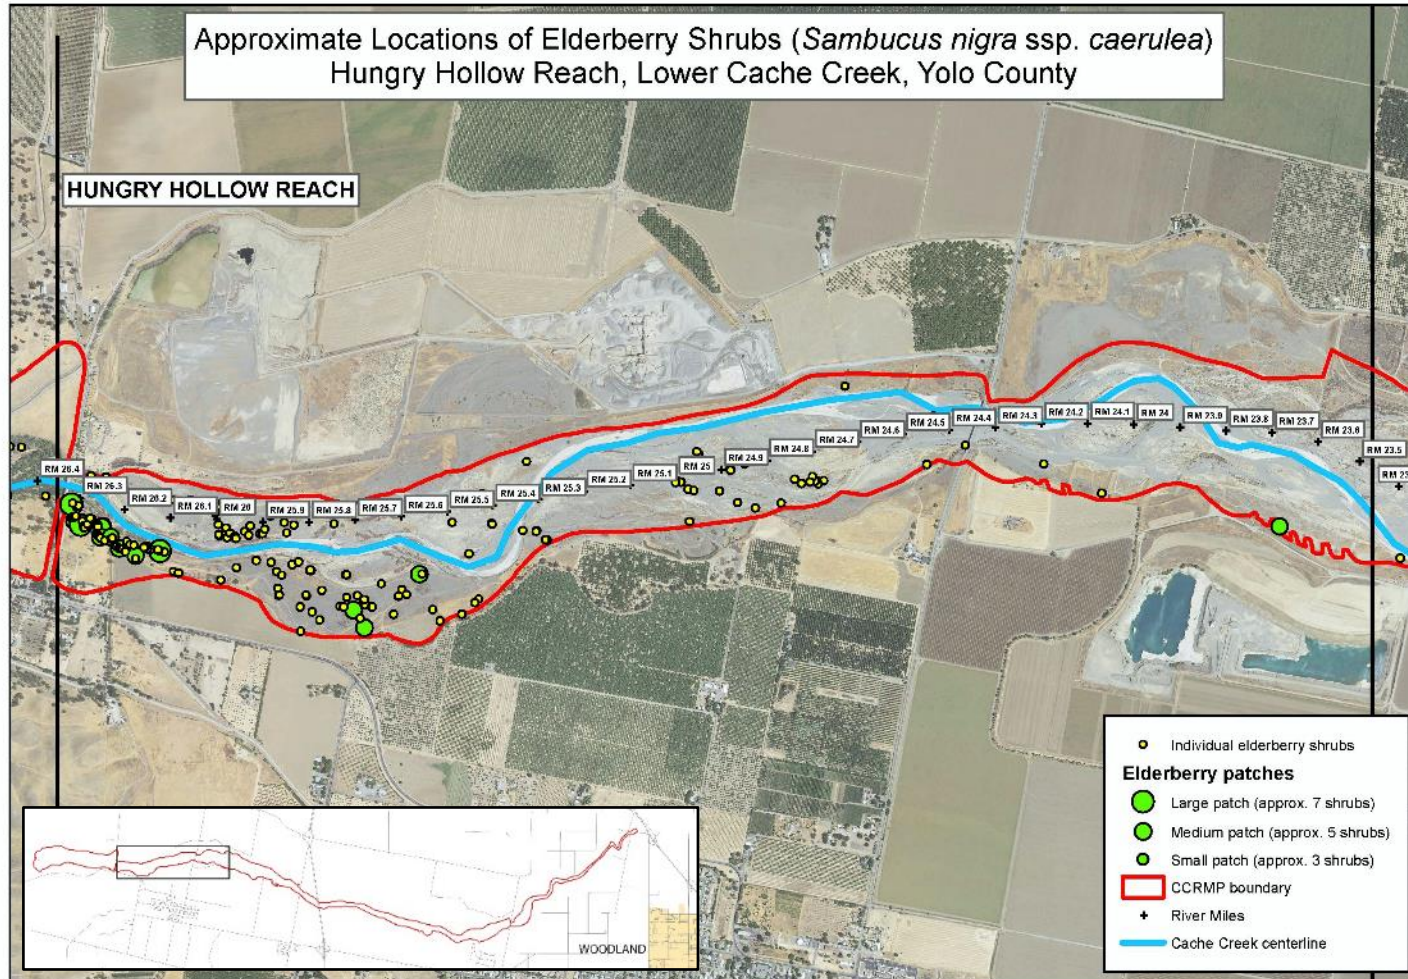 Approximate Locations of Elderberry Shrubs (Sambucus nigra ssp. caerulea)
Hungry Hollow Reach, Lower Cache Creek, Yolo County
HUNGRY HOLLOW REACH
RM 26.4
RM 26.3
RM 26.2
RM 26.1
RM 26
RM 25.9
RM 25.8
RM 25.7
RM 25.6
RM 25.5
RM 25.4
RM 25.3
RM 25.2
RM 25.1
RM 25
RM 24.9
RM 24.8
RM 24.7
RM 24.6
RM 24.5
RM 24.4
RM 24.3
RM 24.2
RM 24.1
RM 24
RM 23.9
RM 23.8
RM 23.7
RM 23.6
RM 23.5
RM 23
Individual elderberry shrubs
Elderberry patches
Large patch (approx. 7 shrubs)
Medium patch (approx. 5 shrubs)
Small patch (approx. 3 shrubs)
CCRMP boundary
River Miles
Cache Creek centerline
WOODLAND